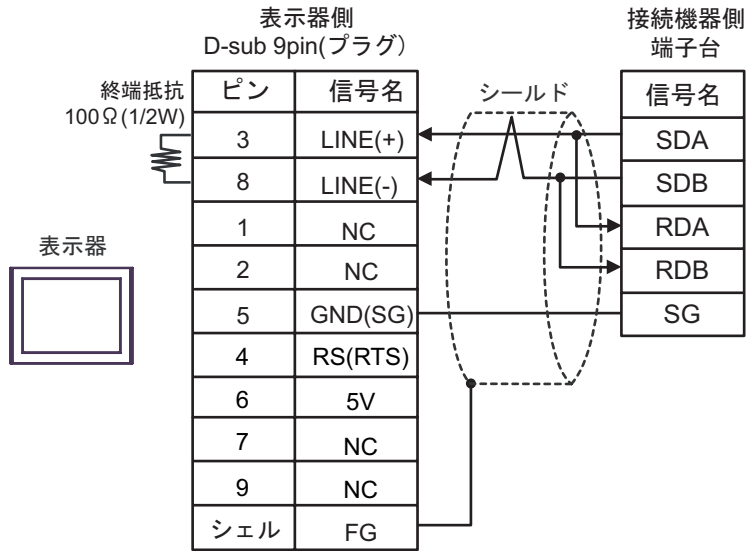 表示器側
D-sub 9pin(プラグ)
接続機器側
端子台
終端抵抗
100Ω(1/2W)
ピン 信号名
シールド
信号名
3 LINE(+)
SDA
8 LINE(-)
SDB
1 NC
RDA
表示器
2 NC
RDB
5 GND(SG)
SG
4 RS(RTS)
6 5V
7 NC
9 NC
シェル FG